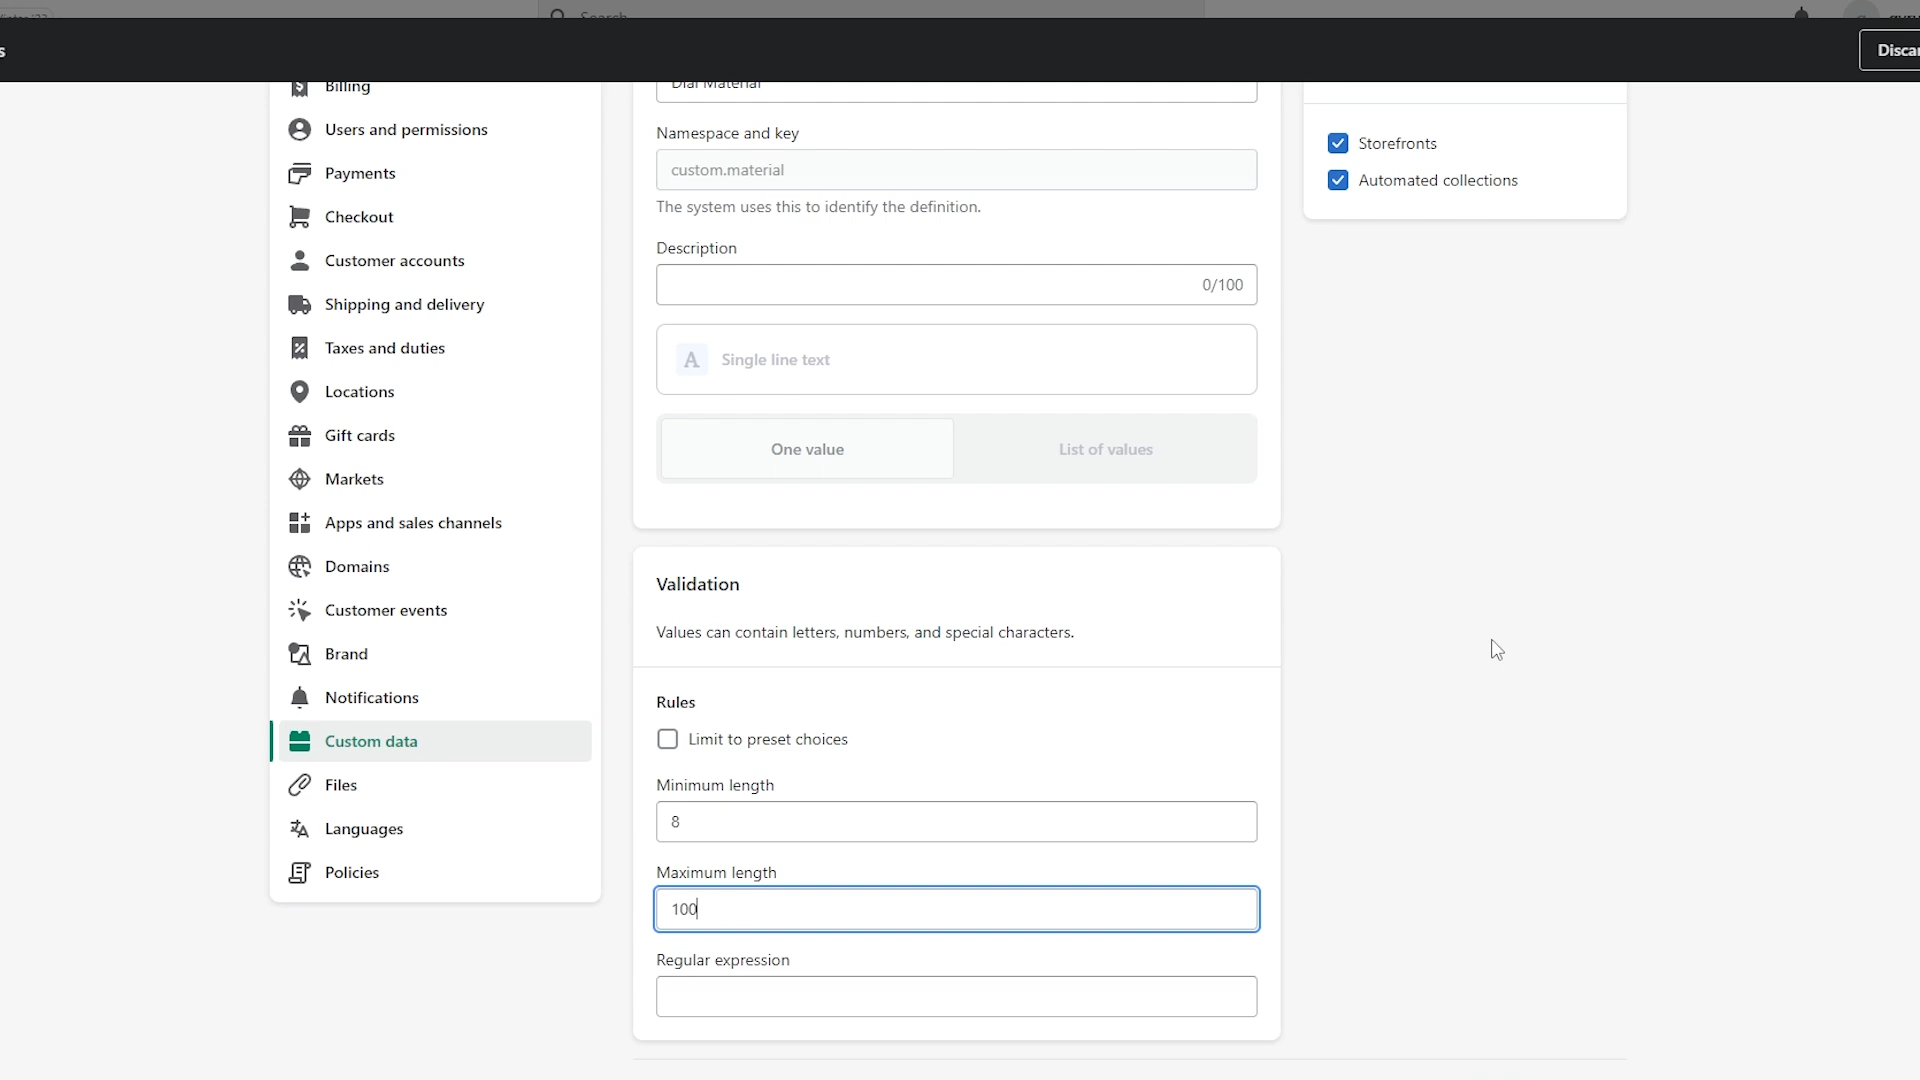 Search
s
Discar
Billing
Users and permissions
Payments
Checkout
Customer accounts
Shipping and delivery
Taxes and duties
Locations
Gift cards
Markets
Apps and sales channels
Domains
Customer events
Brand
Notifications
Custom data
Files
Languages
Policies
Dial Material
Namespace and key
custom.material
The system uses this to identify the definition.
Description
0/100
A Single line text
One value
List of values
Validation
Values can contain letters, numbers, and special characters.
Rules
Limit to preset choices
Minimum length
8
Maximum length
100
Regular expression
Storefronts
Automated collections